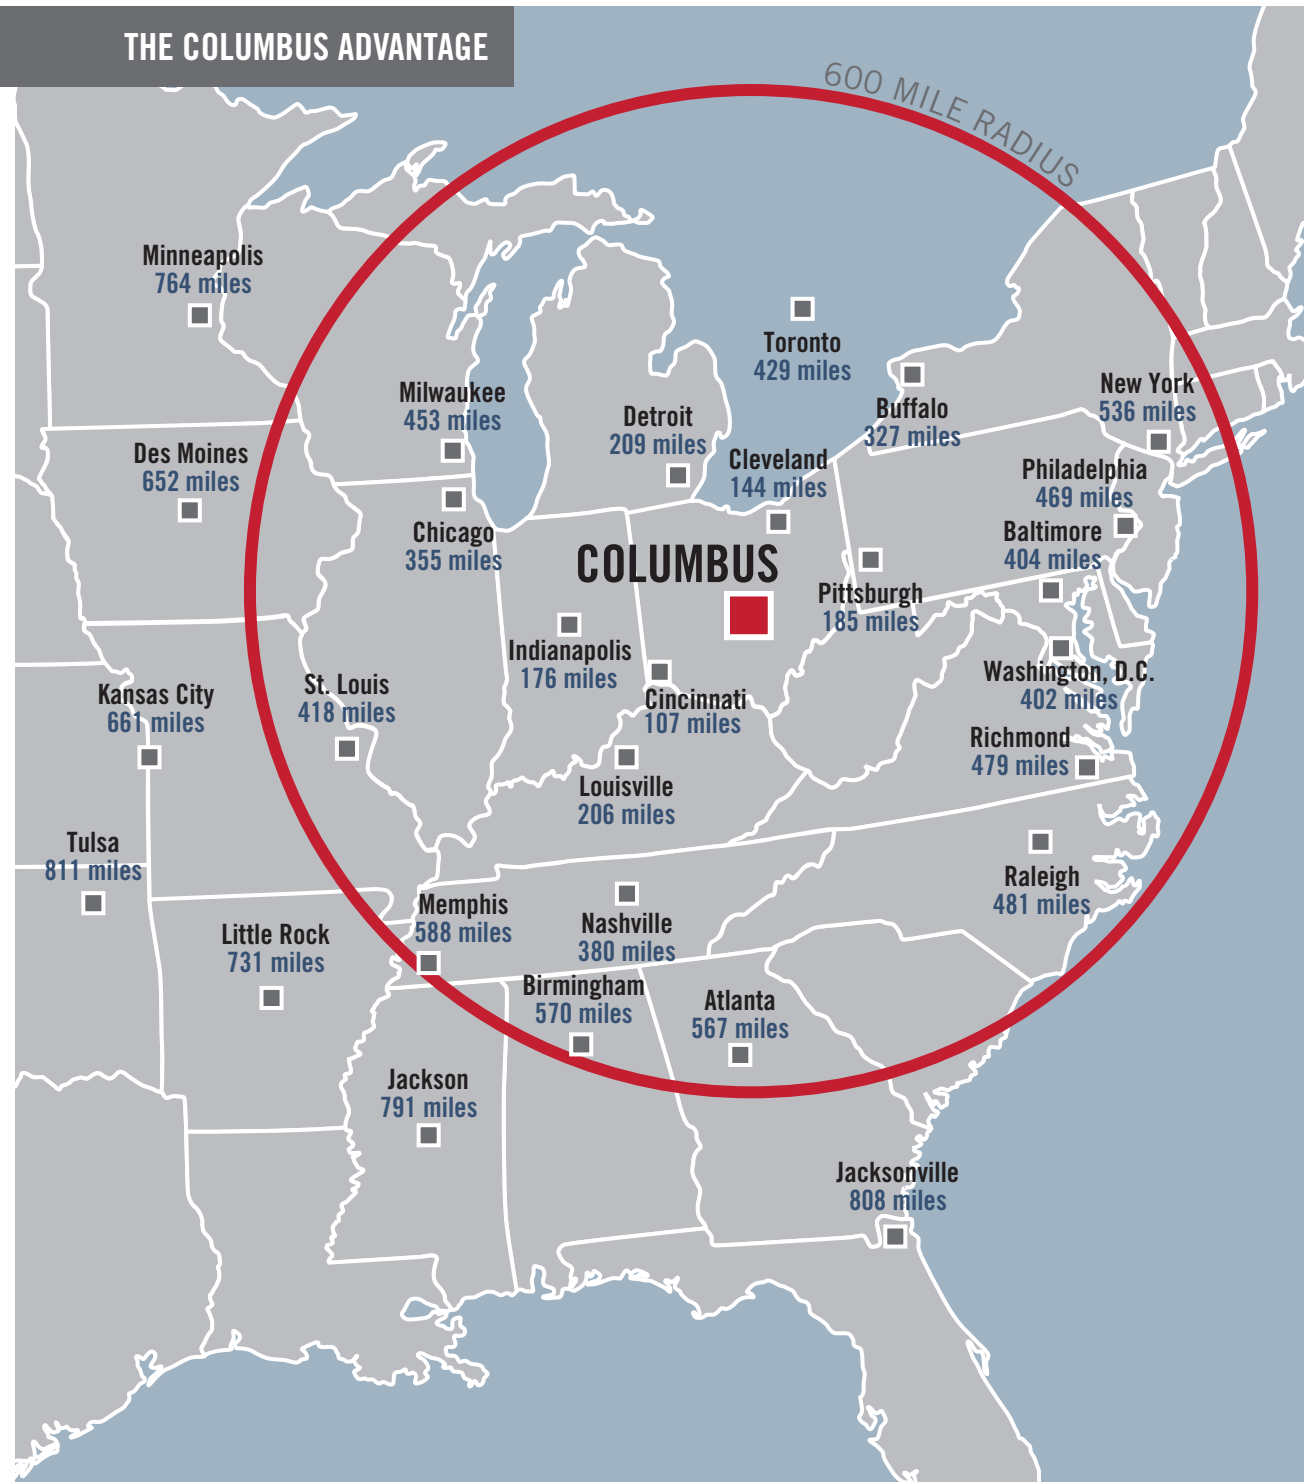 THE COLUMBUS ADVANTAGE
600 MILE RADIUS
Minneapolis
764 miles
Toronto
429 miles
Milwaukee
453 miles
New York
536 miles
Buffalo
327 miles
Detroit
209 miles
Des Moines
652 miles
Cleveland
144 miles
Philadelphia
469 miles
Chicago
355 miles
Baltimore
404 miles
COLUMBUS
Pittsburgh
185 miles
Indianapolis
176 miles
Washington, D.C.
402 miles
Kansas City
661 miles
St. Louis
418 miles
Cincinnati
107 miles
Richmond
479 miles
Louisville
206 miles
Tulsa
811 miles
Raleigh
481 miles
Memphis
588 miles
Nashville
380 miles
Little Rock
731 miles
Birmingham
570 miles
Atlanta
567 miles
Jackson
791 miles
Jacksonville
808 miles